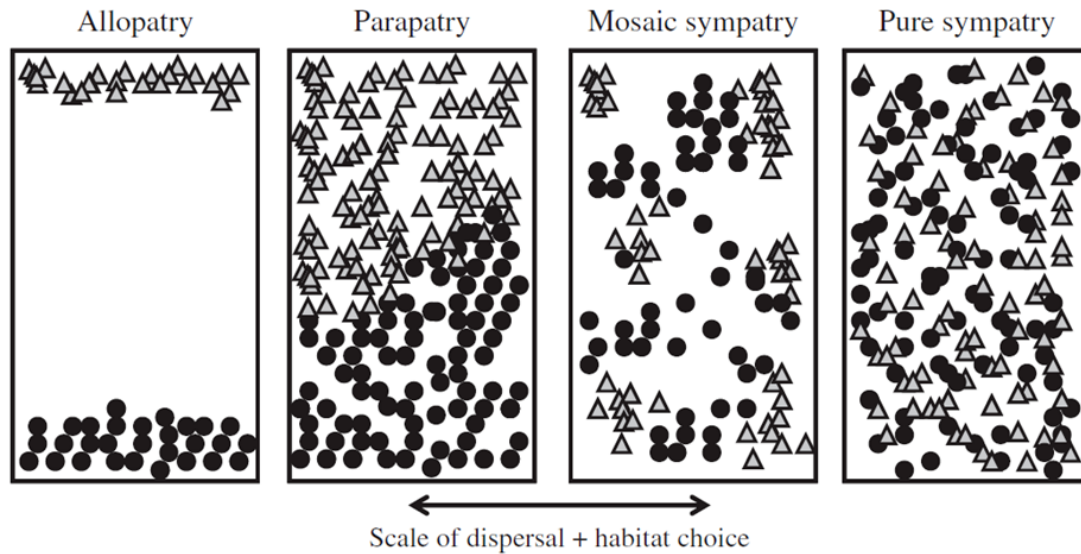 Allopatry
Parapatry
Mosaic sympatry
Pure sympatry
Scale of dispersal + habitat choice